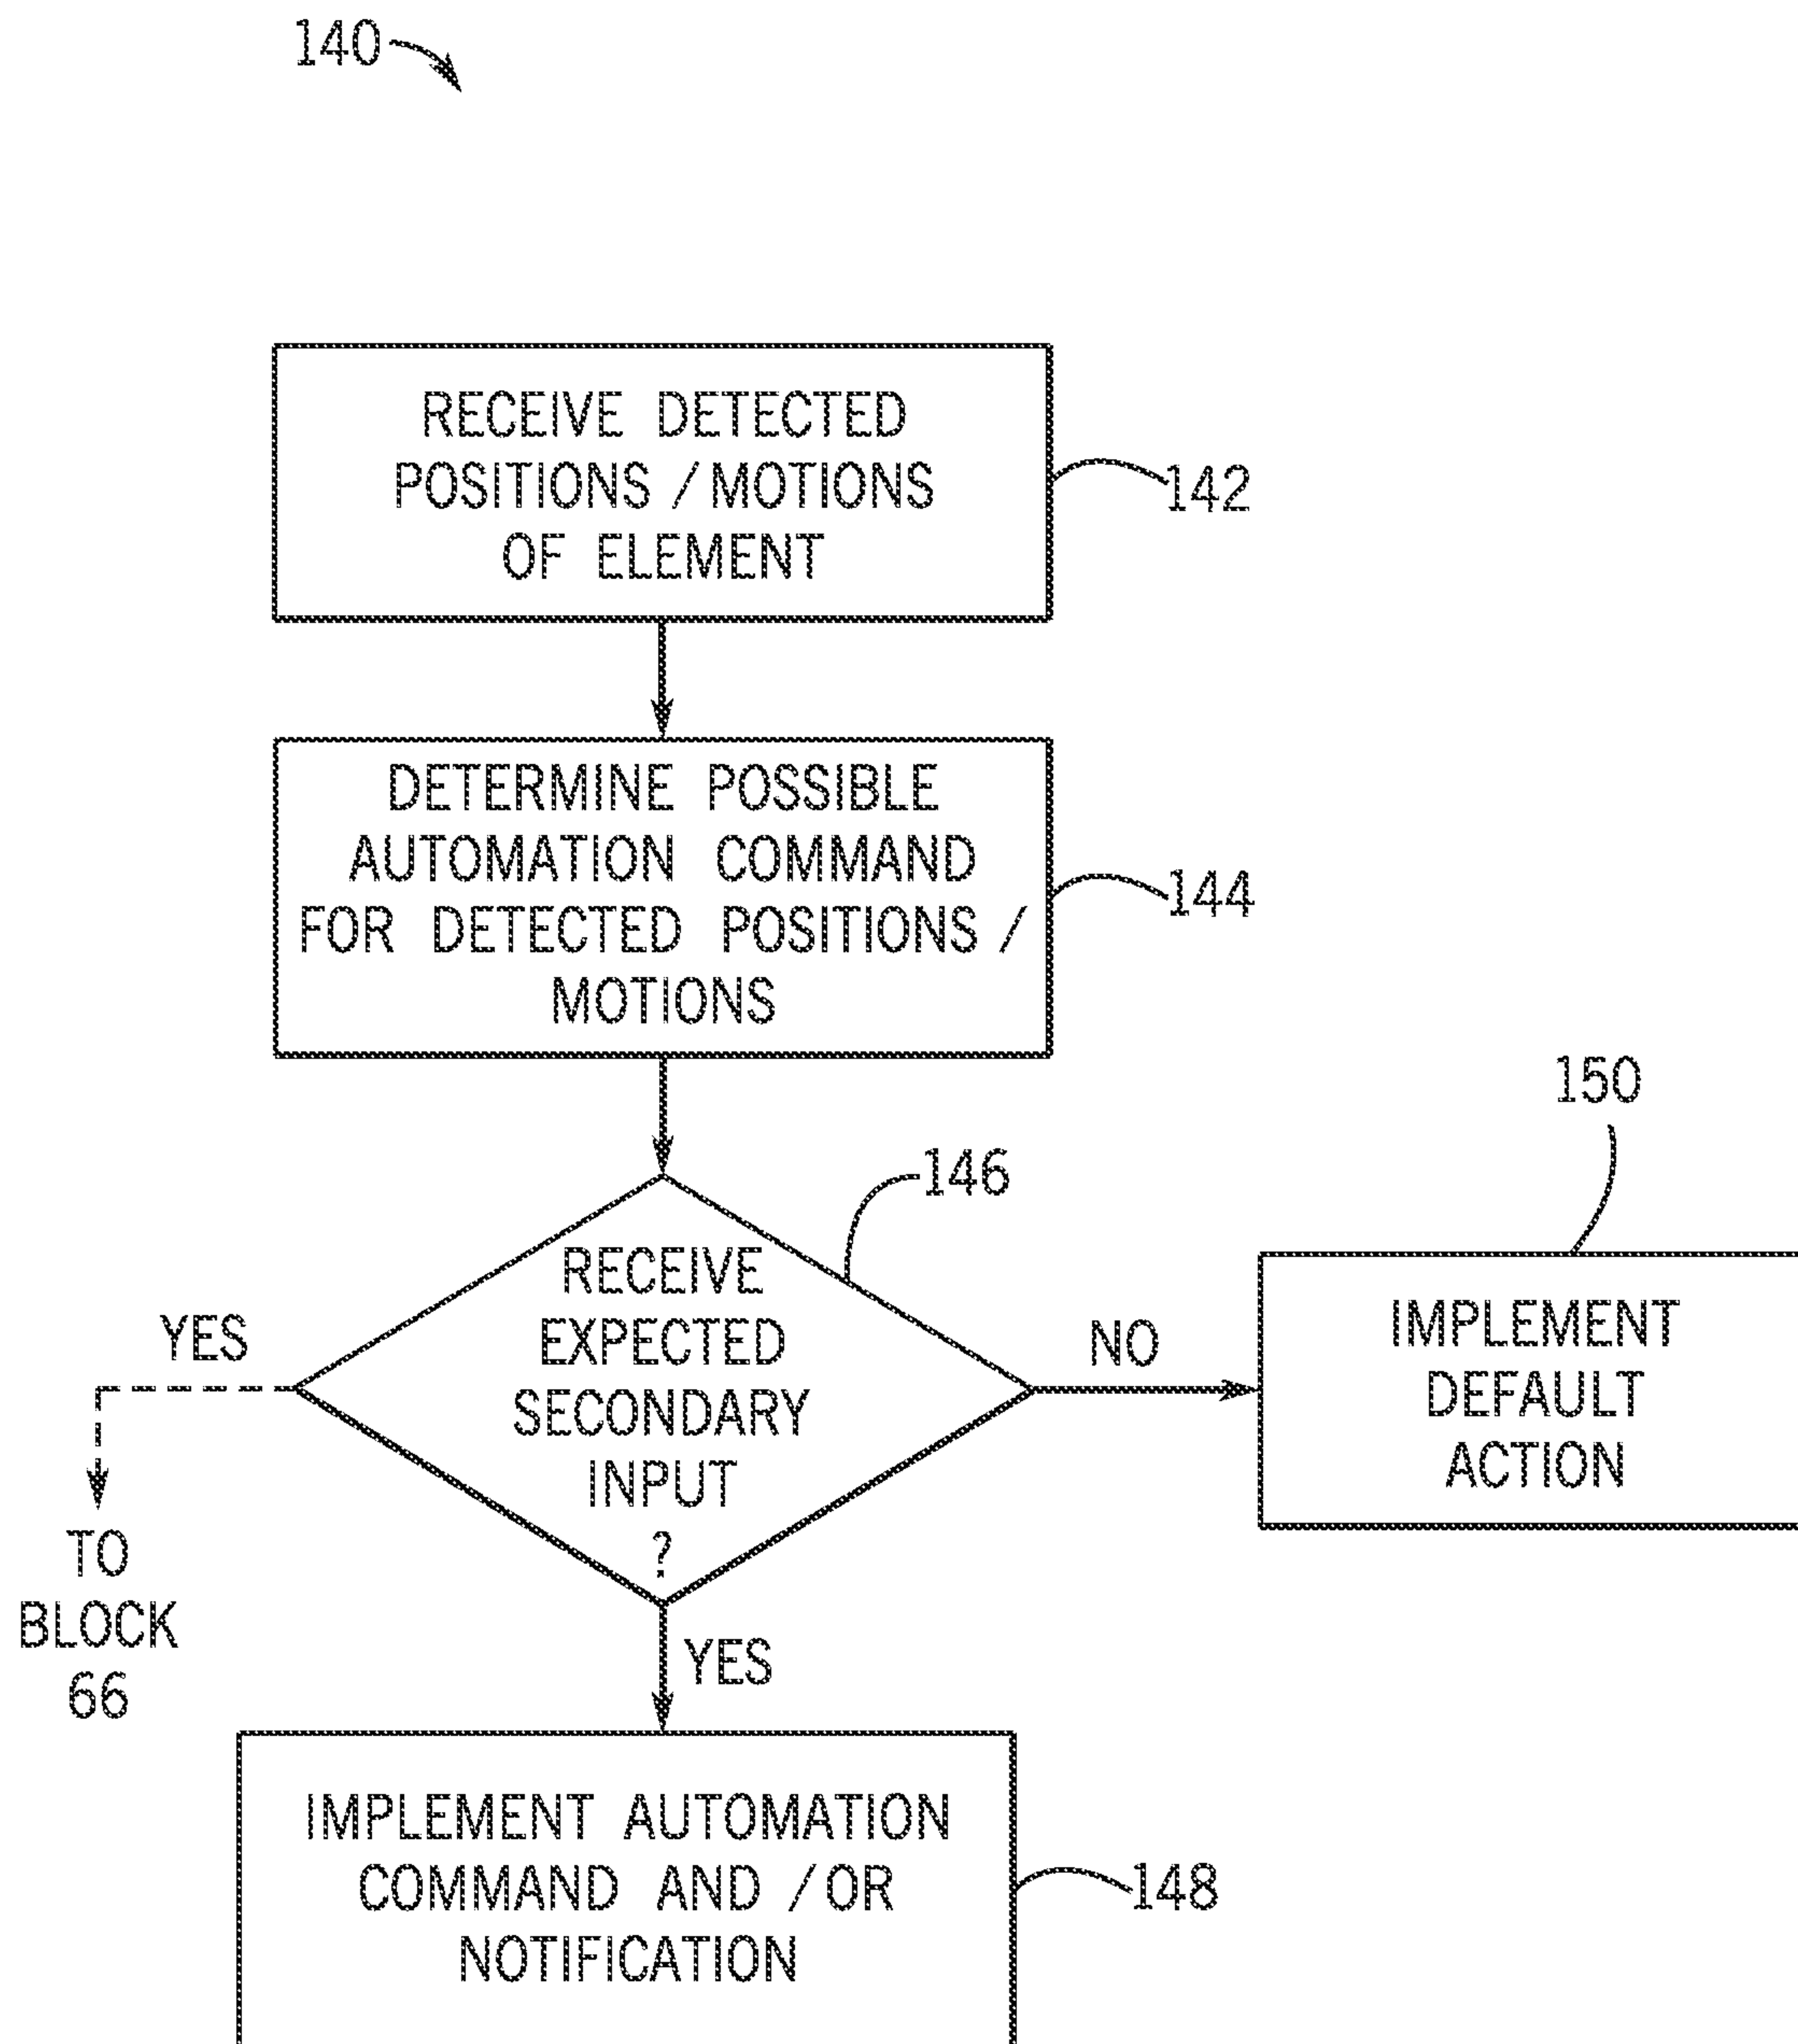 140
RECEIVE DETECTED
POSITIONS / MOTIONS
OF ELEMENT
142
DETERMINE POSSIBLE
AUTOMATION COMMAND
FOR DETECTED POSITIONS /
MOTIONS
144
RECEIVE
EXPECTED
SECONDARY
INPUT
?
146
YES
TO
BLOCK
66
NO
150
IMPLEMENT
DEFAULT
ACTION
YES
IMPLEMENT AUTOMATION
COMMAND AND / OR
NOTIFICATION
148